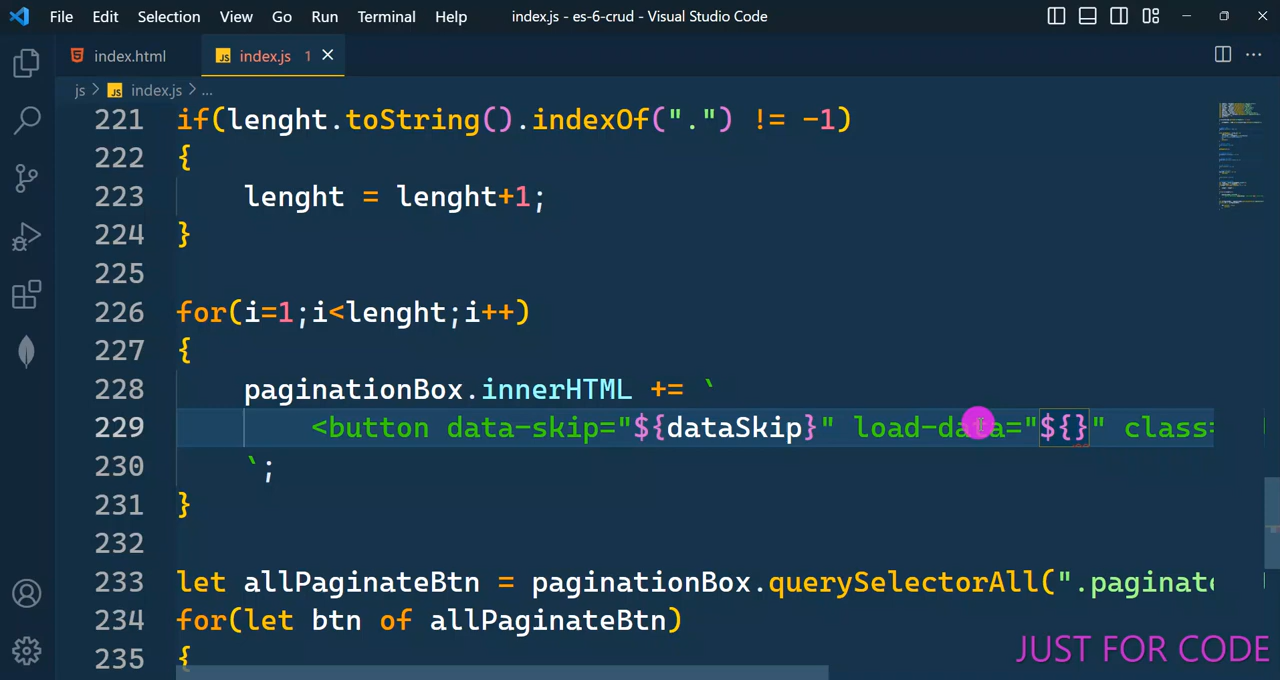 File Edit Selection View Go Run Terminal Help index.js - es-6-crud - Visual Studio Code
index.html JS index.js 1
js > JS index.js > ...
221 if(lenght.toString().indexOf(".") != -1)
222 {
223 lenght = lenght+1;
224 }
225
226 for(i=1;i<lenght;i++)
227 {
228 paginationBox.innerHTML += `
229 <button data-skip="${dataSkip}" load-data="${}" class=
230 `;
231 }
232
233 let allPaginateBtn = paginationBox.querySelectorAll(".paginate
234 for(let btn of allPaginateBtn)
235 {
JUST FOR CODE